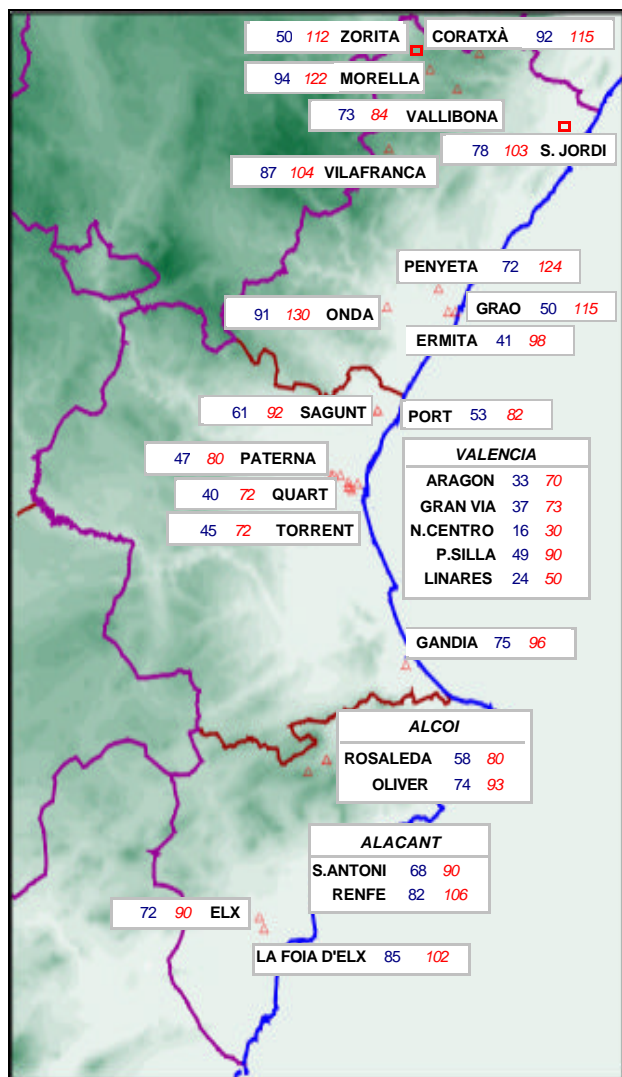 50 112 ZORITA
CORATXÀ 92 115
94 122 MORELLA
73 84 VALLIBONA
78 103 S. JORDI
87 104 VILAFRANCA
PENYETA 72 124
91 130 ONDA
GRAO 50 115
ERMITA 41 98
61 92 SAGUNT
PORT 53 82
47 80 PATERNA
40 72 QUART
45 72 TORRENT
VALENCIA
ARAGON 33 70
GRAN VIA 37 73
N.CENTRO 16 30
P.SILLA 49 90
LINARES 24 50
GANDIA 75 96
ALCOI
ROSALEDA 58 80
OLIVER 74 93
ALACANT
S.ANTONI 68 90
RENFE 82 106
72 90 ELX
LA FOIA D'ELX 85 102